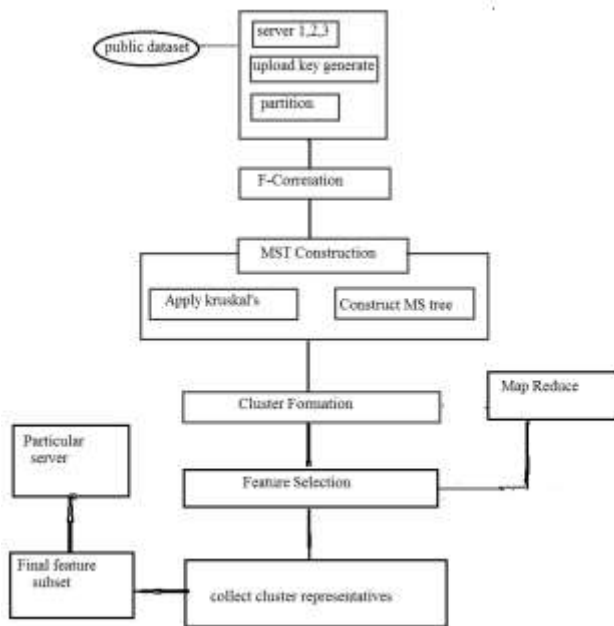 public dataset
server 1,2,3
upload key generate
partition
F-Correlation
MST Construction
Apply kruskal's
Construct MS tree
Cluster Formation
Map Reduce
Particular
server
Feature Selection
Final feature
subset
collect cluster representatives